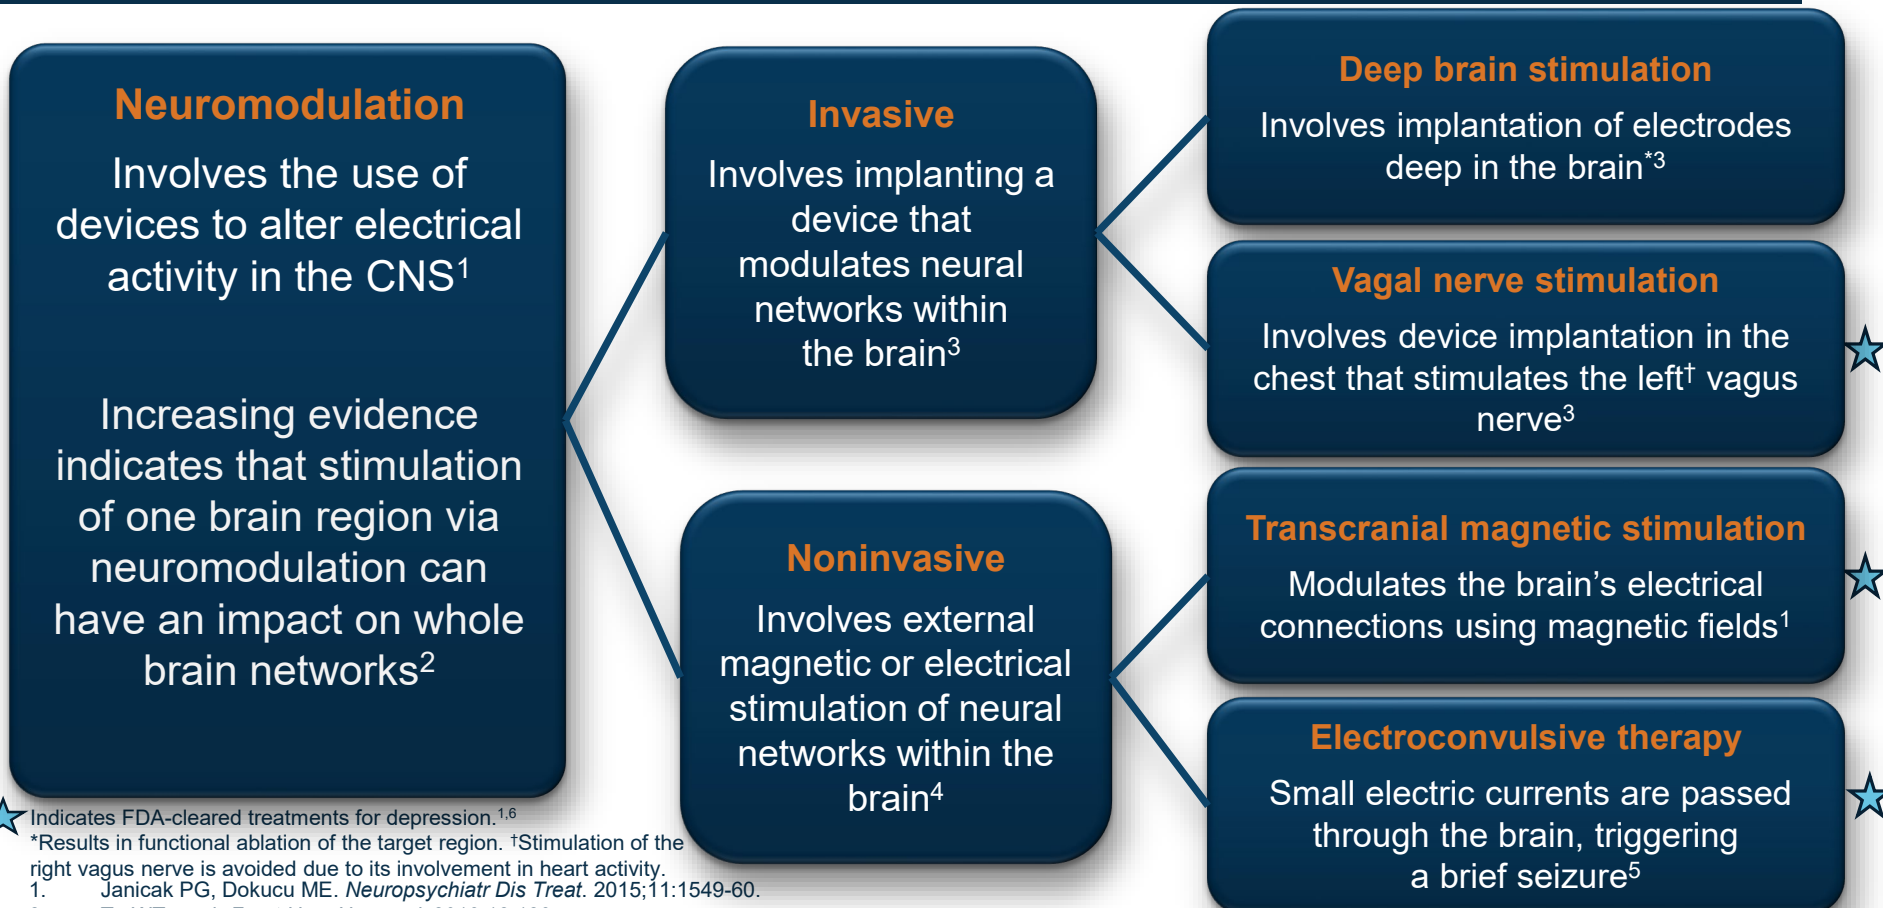 Neuromodulation
Involves the use of
devices to alter electrical
activity in the CNS¹
Increasing evidence
indicates that stimulation
of one brain region via
neuromodulation can
have an impact on whole
brain networks²
Invasive
Involves implanting a
device that
modulates neural
networks within
the brain³
Noninvasive
Involves external
magnetic or electrical
stimulation of neural
networks within the
brain⁴
Deep brain stimulation
Involves implantation of electrodes
deep in the brain*³
Vagal nerve stimulation
Involves device implantation in the
chest that stimulates the left† vagus
nerve³
Transcranial magnetic stimulation
Modulates the brain’s electrical
connections using magnetic fields¹
Electroconvulsive therapy
Small electric currents are passed
through the brain, triggering
a brief seizure⁵
Indicates FDA-cleared treatments for depression.¹,⁶
*Results in functional ablation of the target region. †Stimulation of the
right vagus nerve is avoided due to its involvement in heart activity.
1. Janicak PG, Dokucu ME. Neuropsychiatr Dis Treat. 2015;11:1549-60.